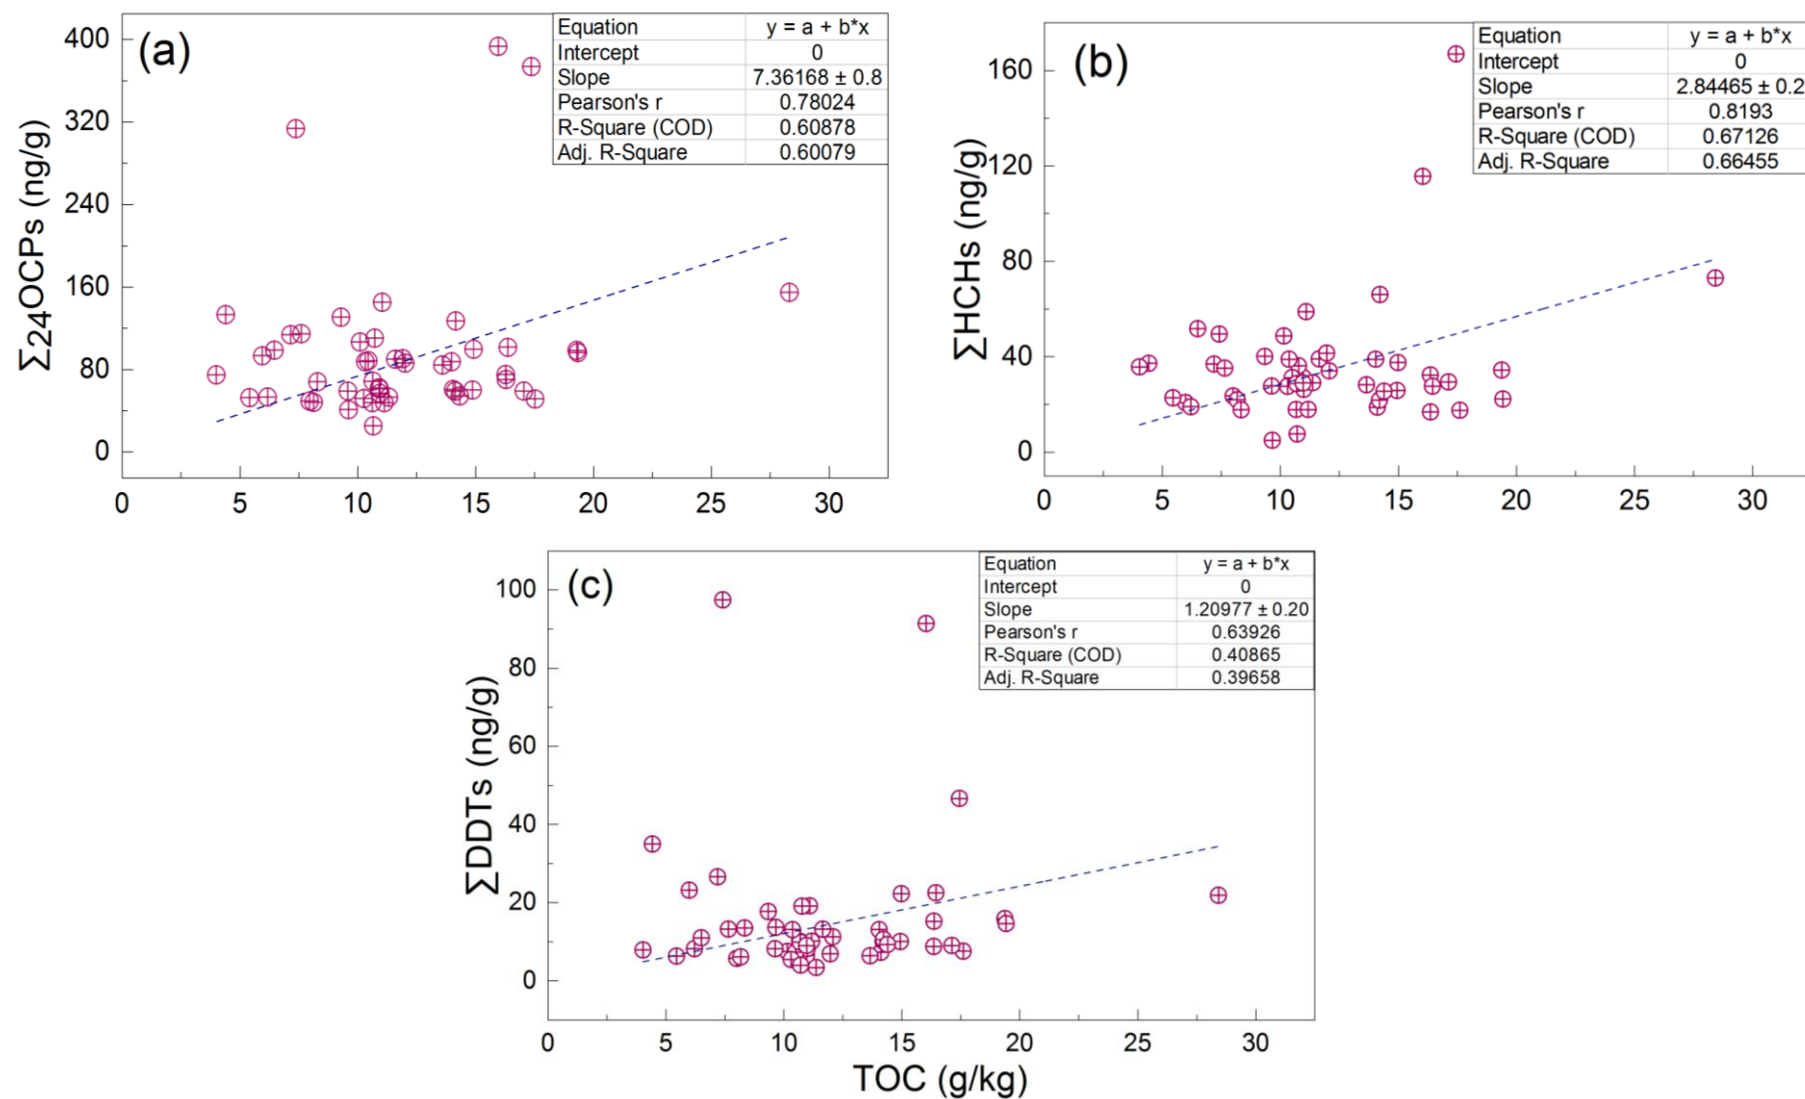 (a)
Equation y = a + b*x
Intercept 0
Slope 7.36168 ± 0.8
Pearson's r 0.78024
R-Square (COD) 0.60878
Adj. R-Square 0.60079
Σ24OCPs (ng/g)
400
320
240
160
80
0
0 5 10 15 20 25 30
(b)
Equation y = a + b*x
Intercept 0
Slope 2.84465 ± 0.2
Pearson's r 0.8193
R-Square (COD) 0.67126
Adj. R-Square 0.66455
ΣHCHs (ng/g)
160
120
80
40
0
0 5 10 15 20 25 30
(c)
Equation y = a + b*x
Intercept 0
Slope 1.20977 ± 0.20
Pearson's r 0.63926
R-Square (COD) 0.40865
Adj. R-Square 0.39658
ΣDDTs (ng/g)
100
80
60
40
20
0
0 5 10 15 20 25 30
TOC (g/kg)